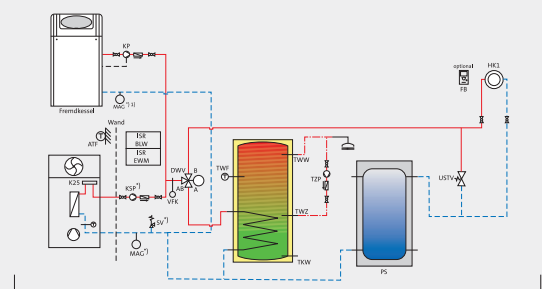 KP
optional
HK1
FB
Fremdkessel
MAG*) 1)
Wand
ATF
ISR
BLW
ISR
EWM
DWV
B
A
AB
VFK
TWF
TWW
TZP
USTV
K25
KSP*)
SV*)
TWZ
MAG*)
TKW
PS